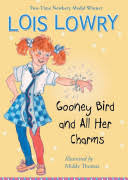 Two-Time Newbery Medal Winner
LOIS LOWRY
Gooney Bird
and All Her
Charms
Illustrated by
Middy Thomas